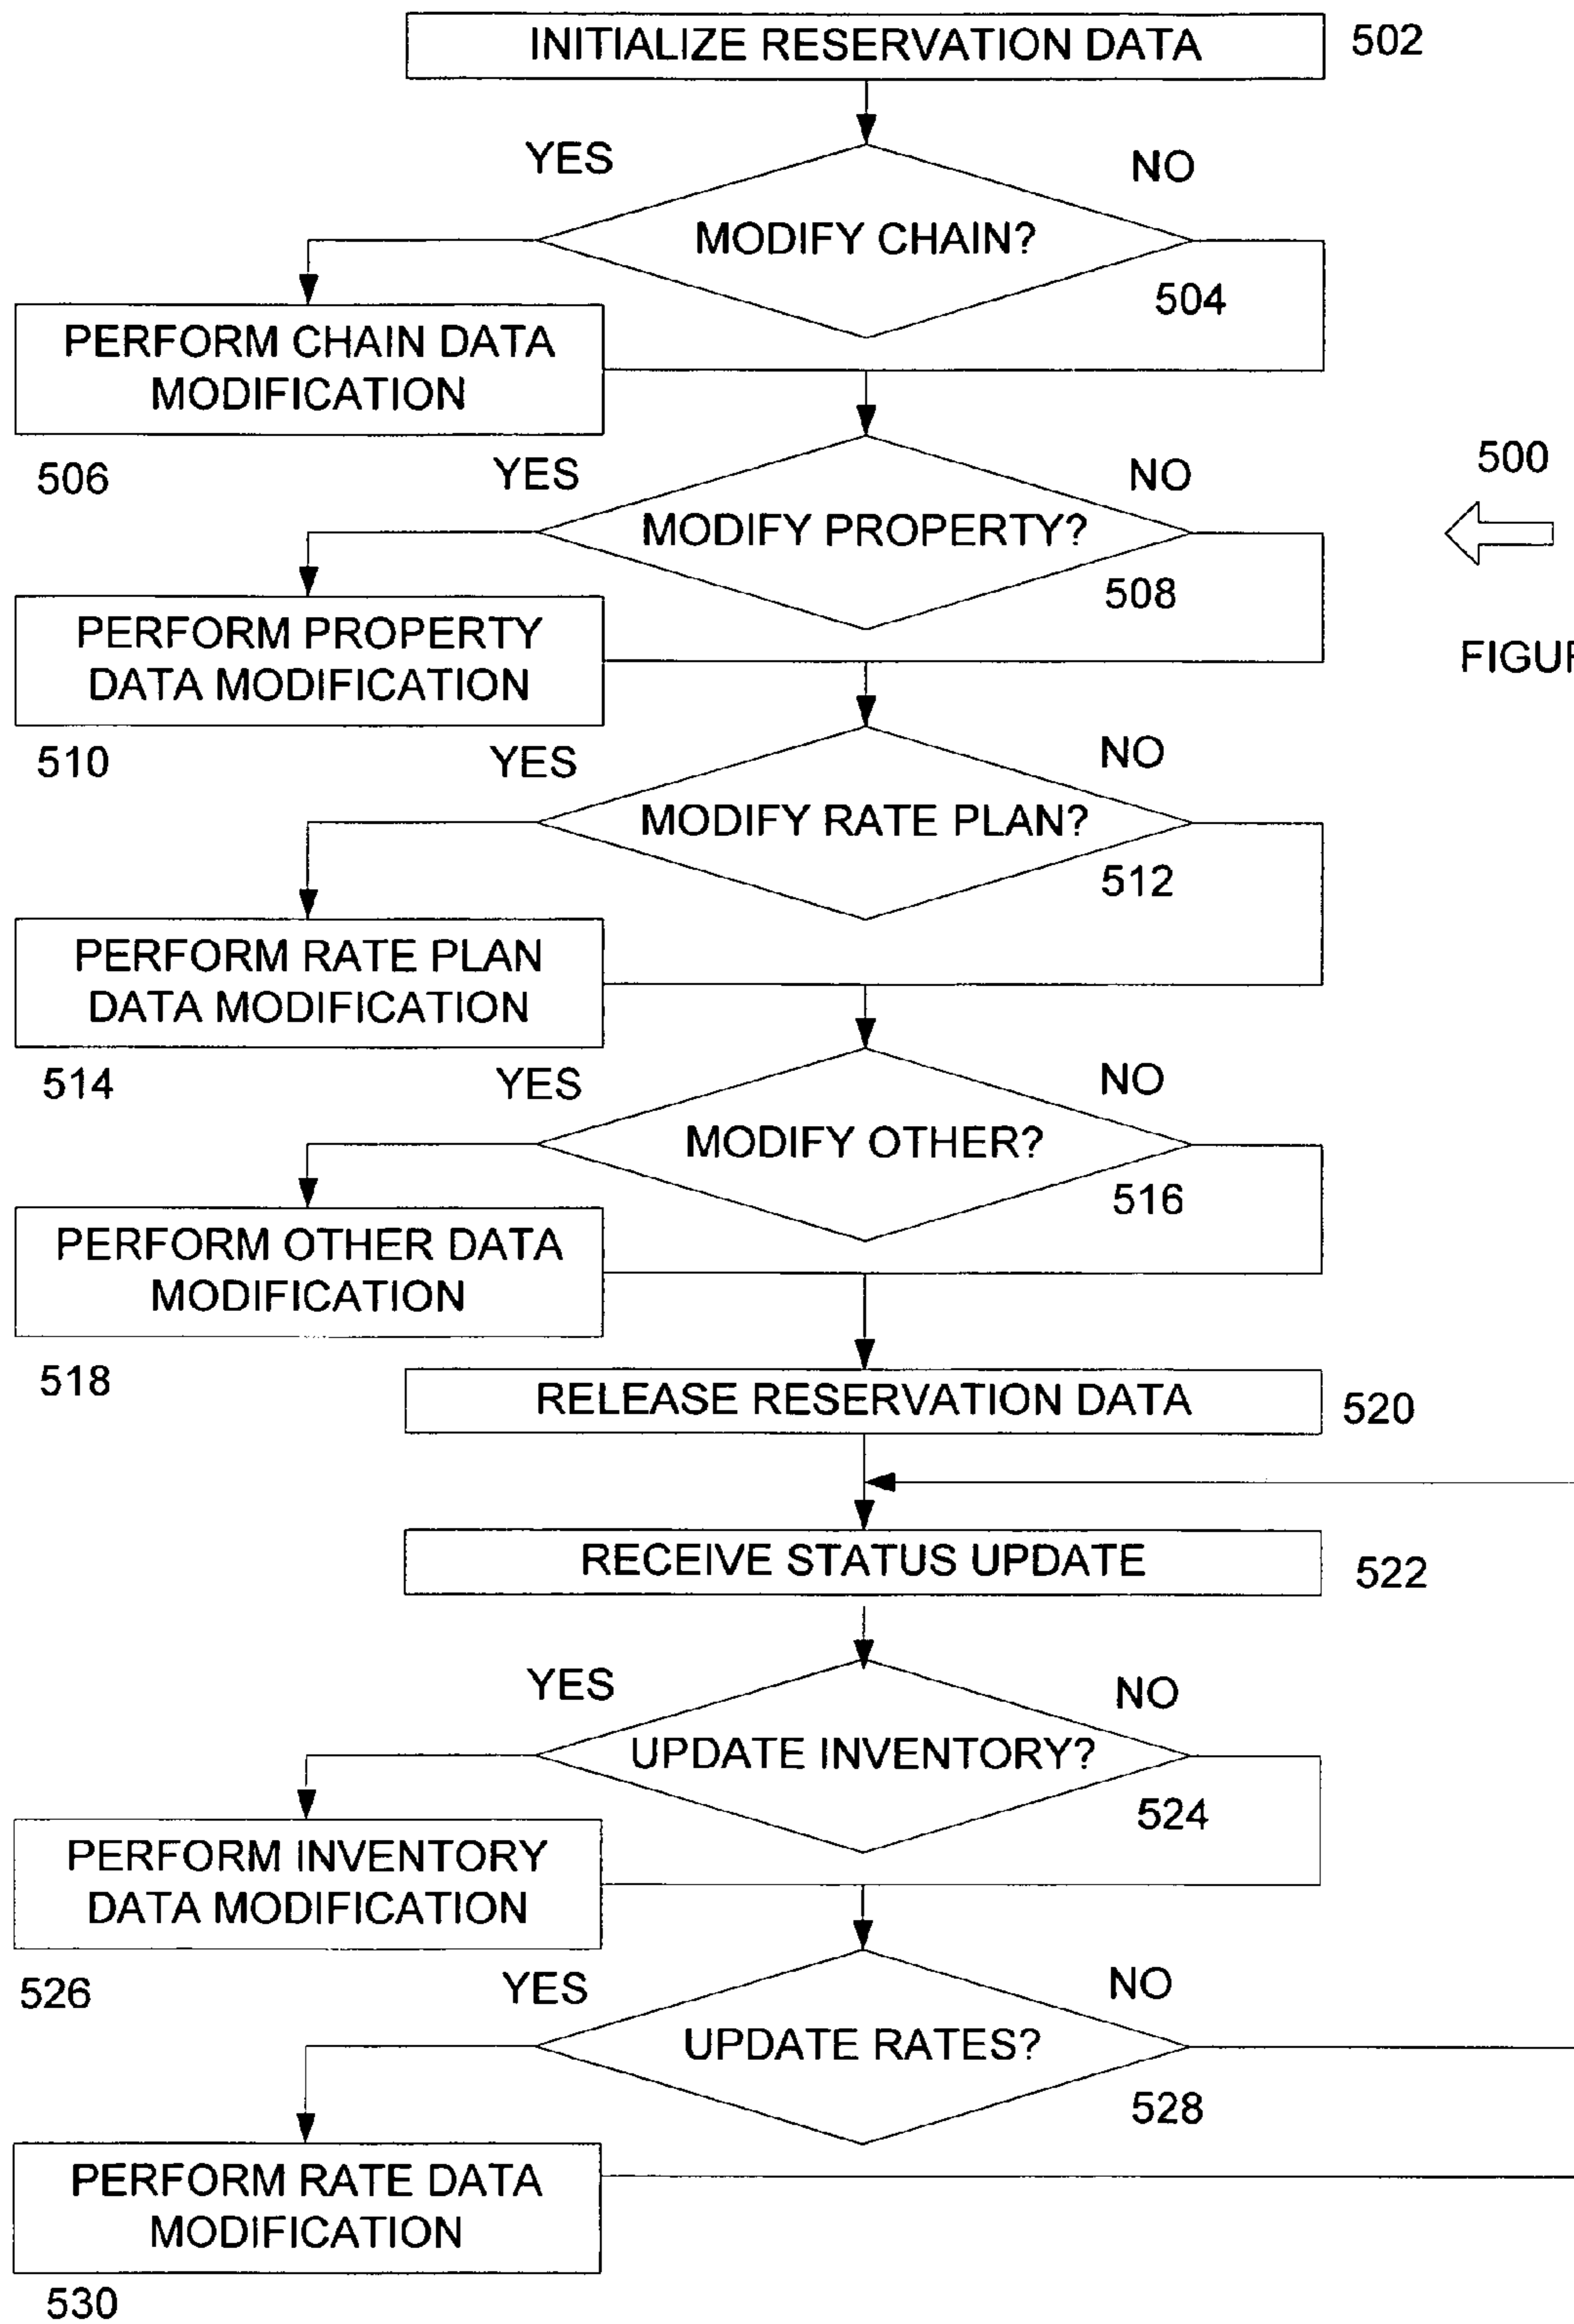 INITIALIZE RESERVATION DATA
502
YES
NO
MODIFY CHAIN?
504
PERFORM CHAIN DATA
MODIFICATION
506
YES
NO
500
MODIFY PROPERTY?
508
PERFORM PROPERTY
DATA MODIFICATION
FIGUR
510
YES
NO
MODIFY RATE PLAN?
512
PERFORM RATE PLAN
DATA MODIFICATION
514
YES
NO
MODIFY OTHER?
516
PERFORM OTHER DATA
MODIFICATION
518
RELEASE RESERVATION DATA
520
RECEIVE STATUS UPDATE
522
YES
NO
UPDATE INVENTORY?
524
PERFORM INVENTORY
DATA MODIFICATION
526
YES
NO
UPDATE RATES?
528
PERFORM RATE DATA
MODIFICATION
530